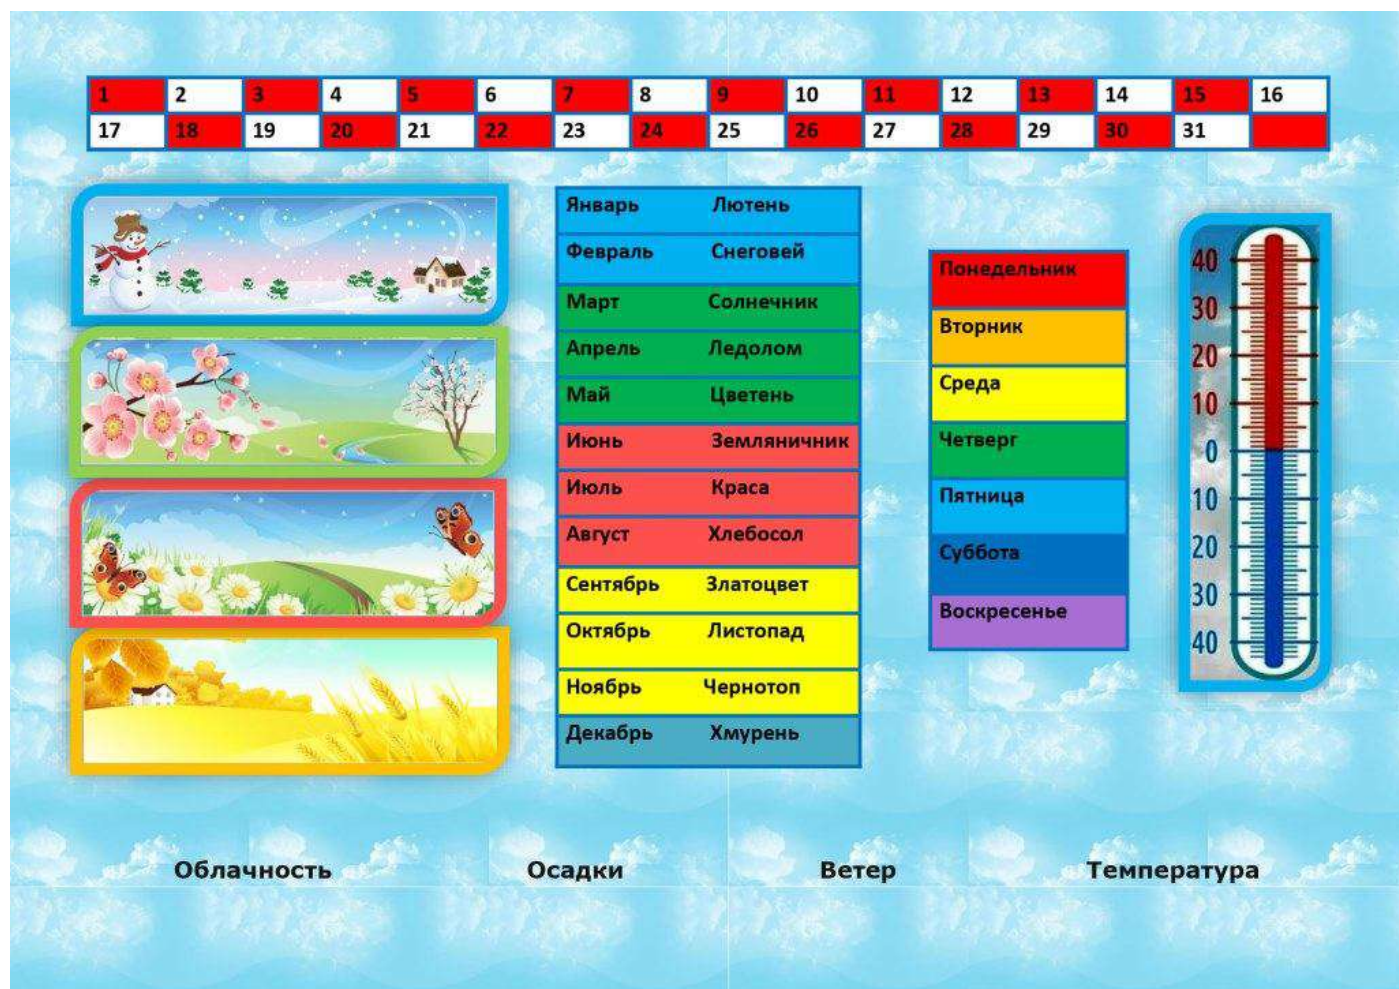 1 2 3 4 5 6 7 8 9 10 11 12 13 14 15 16
17 18 19 20 21 22 23 24 25 26 27 28 29 30 31
Январь Лютень
Февраль Снеговей
Март Солнечник
Апрель Ледолом
Май Цветень
Июнь Земляничник
Июль Краса
Август Хлебосол
Сентябрь Златоцвет
Октябрь Листопад
Ноябрь Чернотоп
Декабрь Хмурень
Понедельник
Вторник
Среда
Четверг
Пятница
Суббота
Воскресенье
40
30
20
10
0
10
20
30
40
Облачность Осадки Ветер Температура